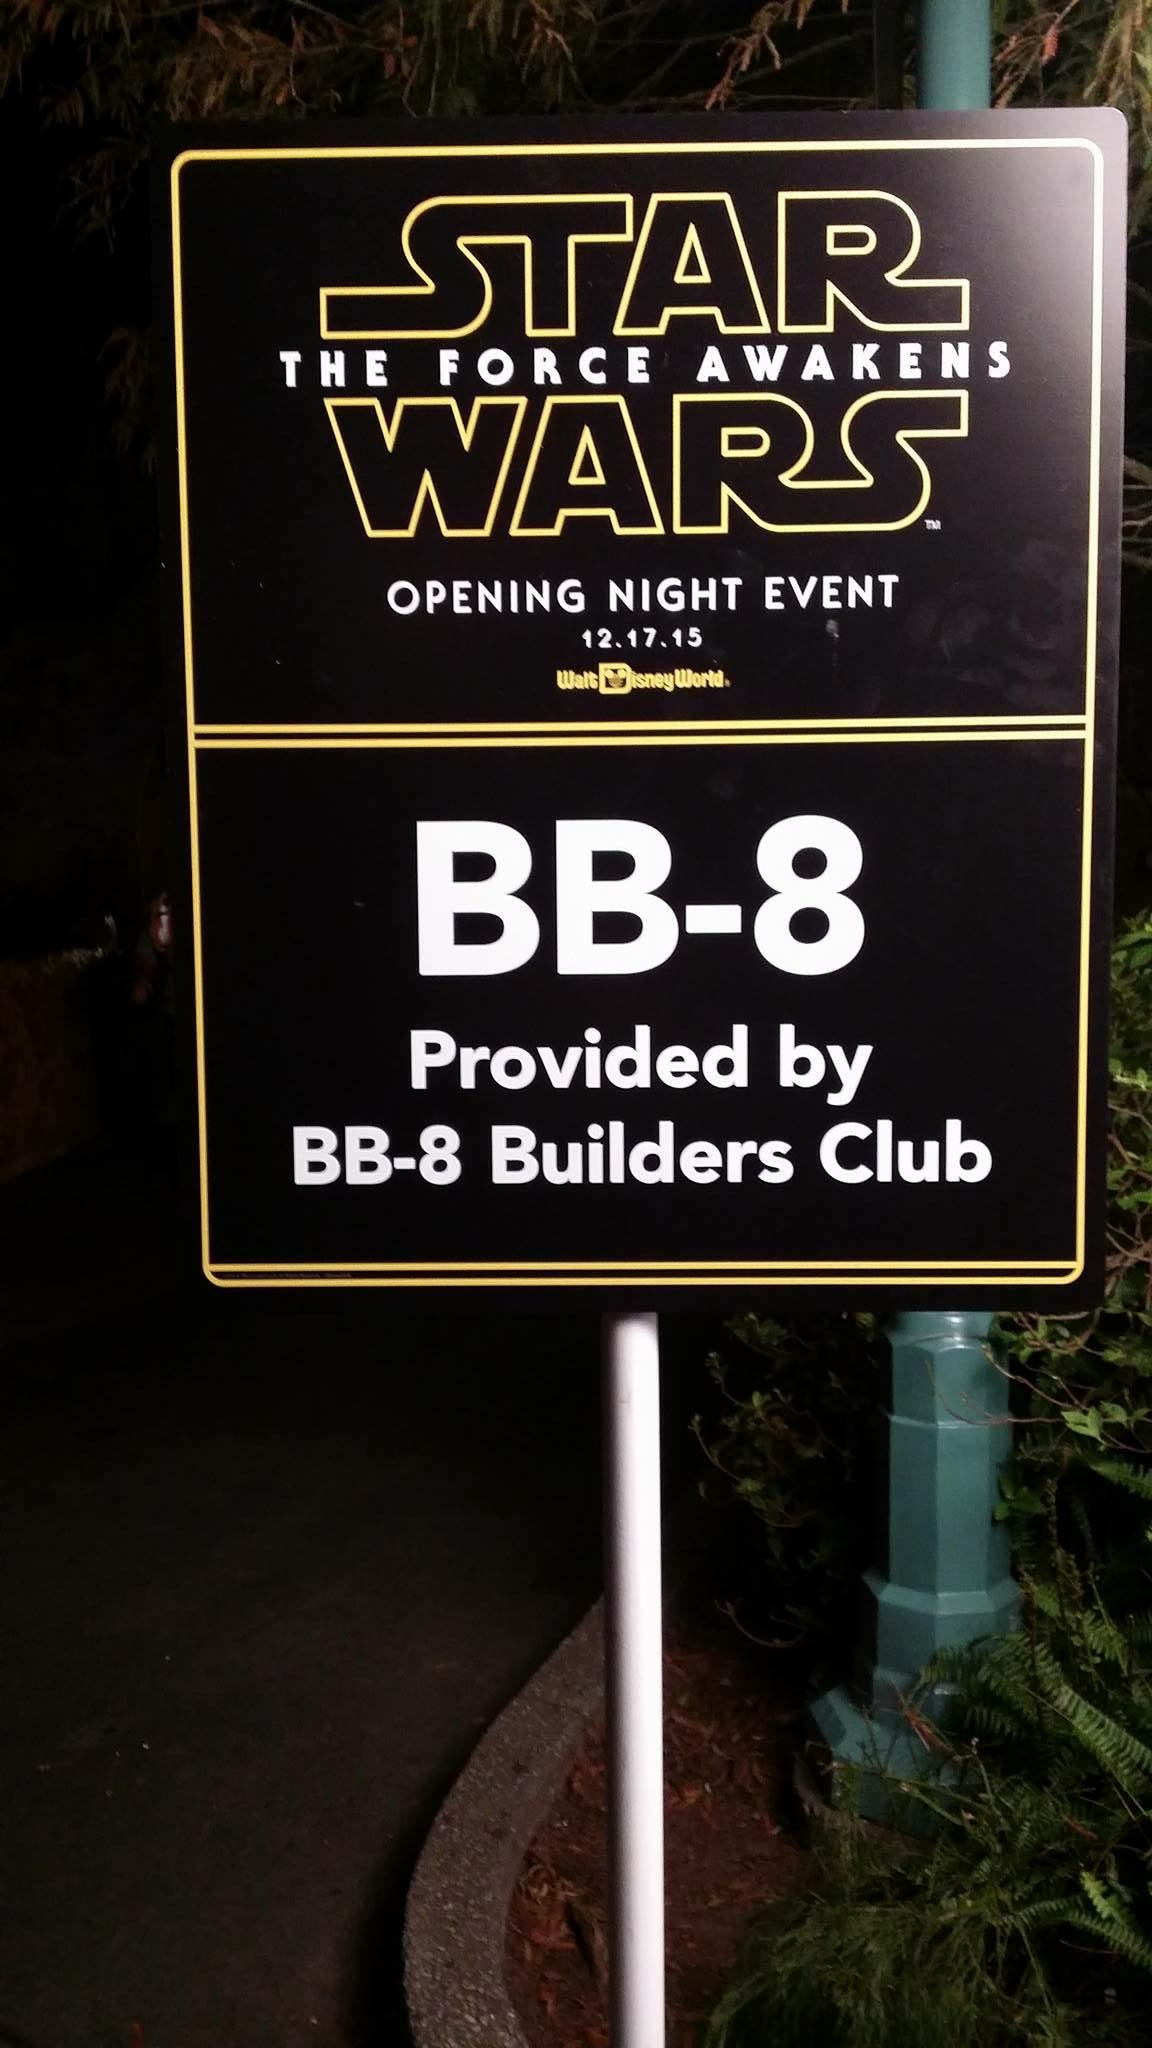 STAR
THE FORCE AWAKENS
WARS TM
OPENING NIGHT EVENT
12.17.15
Walt Disney World®
BB-8
Provided by
BB-8 Builders Club